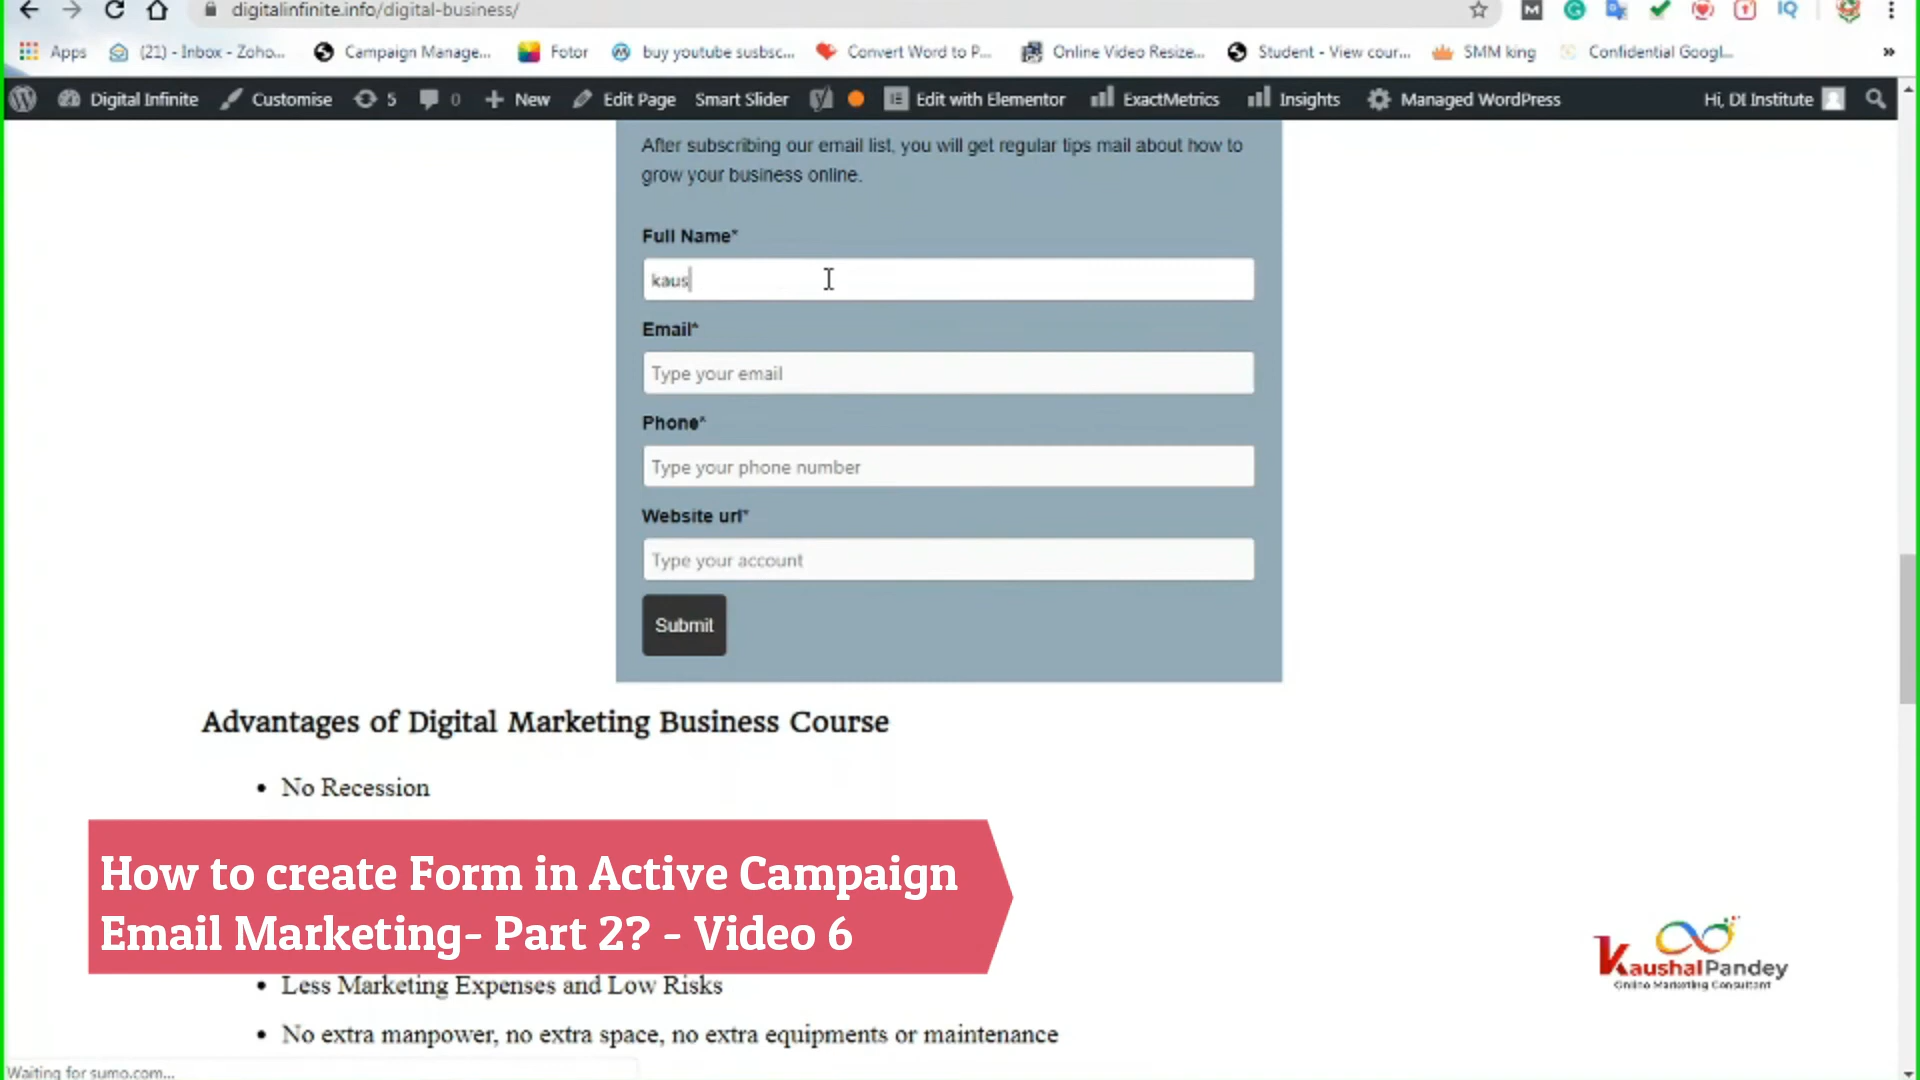 digitalinfinite.info/digital-business/
Apps (21) - Inbox - Zoho... Campaign Manage... Fotor buy youtube susbsc... Convert Word to P... Online Video Resize... Student - View cour... SMM king Confidential Googl... »
Digital Infinite Customise 5 0 New Edit Page Smart Slider Edit with Elementor ExactMetrics Insights Managed WordPress Hi, DI Institute
After subscribing our email list, you will get regular tips mail about how to
grow your business online.
Full Name*
kaus
Email*
Type your email
Phone*
Type your phone number
Website url*
Type your account
Submit
Advantages of Digital Marketing Business Course
• No Recession
How to create Form in Active Campaign
Email Marketing- Part 2? - Video 6
KaushalPandey
Online Marketing Consultant
• Less Marketing Expenses and Low Risks
• No extra manpower, no extra space, no extra equipments or maintenance
Waiting for sumo.com...